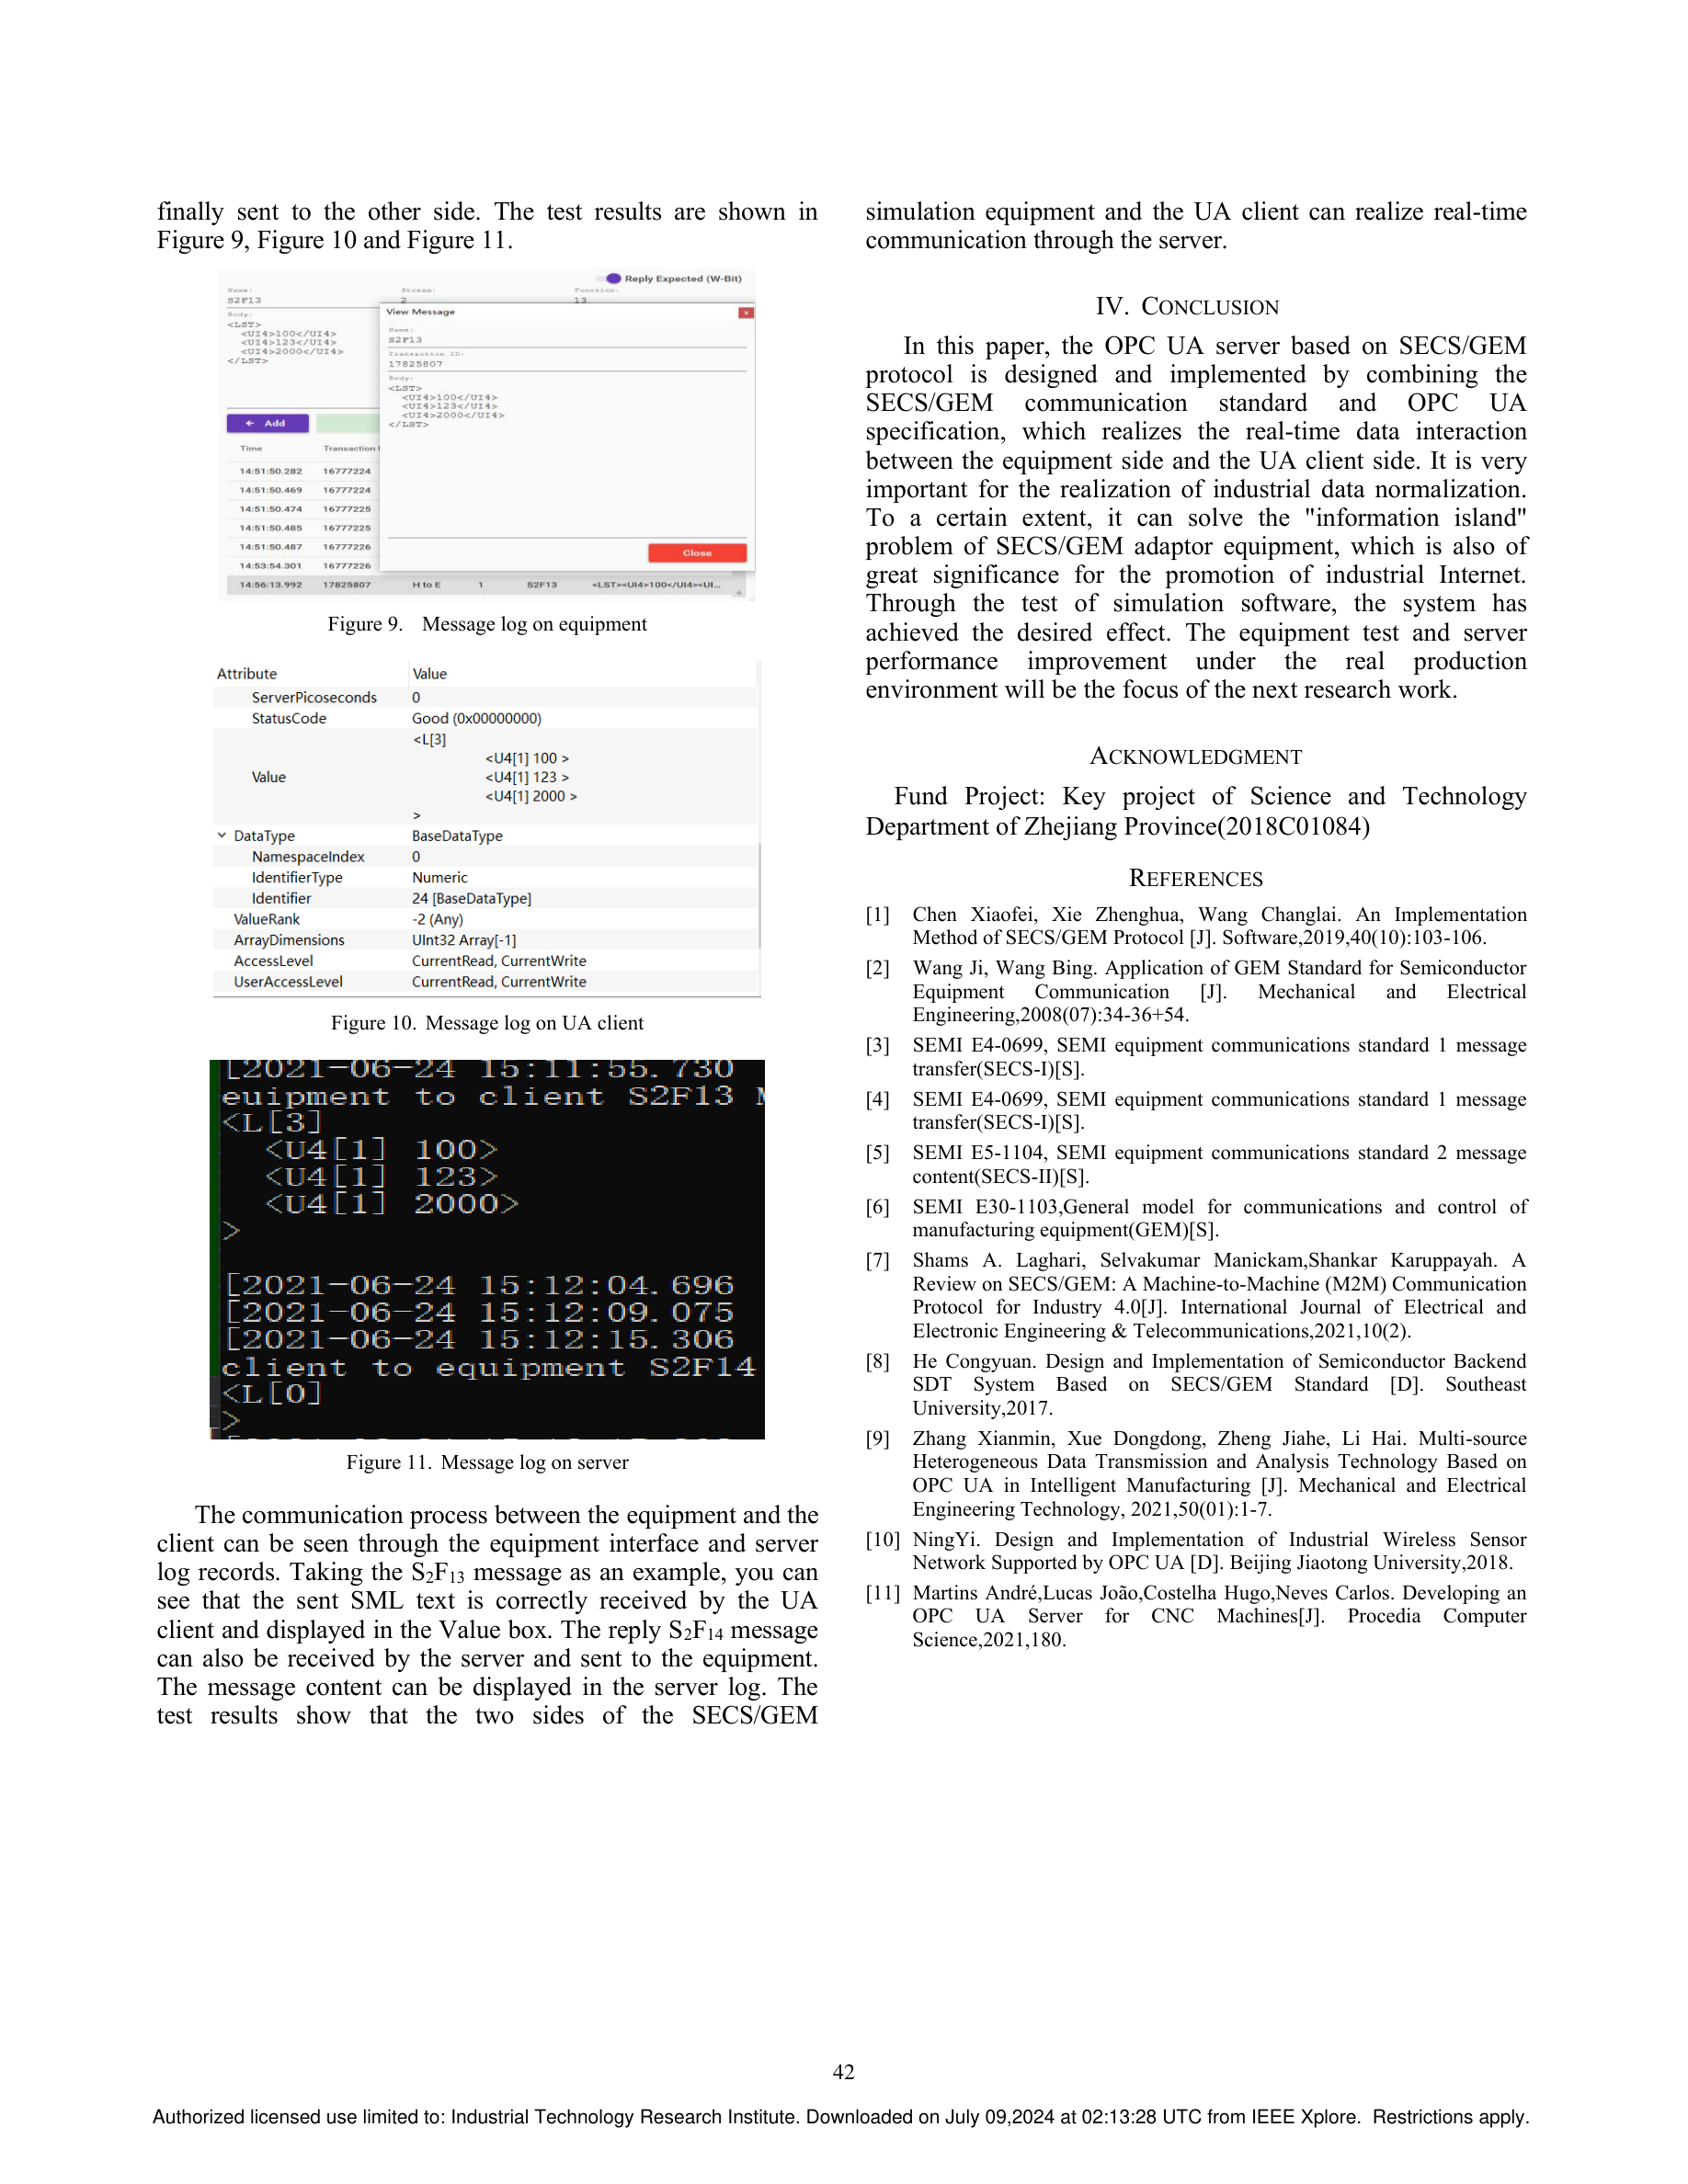 finally sent to the other side. The test results are shown in
Figure 9, Figure 10 and Figure 11.
Reply Expected (W-Bit)
Name:
Stream:
Function:
S2F13
2
13
Body:
<LST>
<UI4>100</UI4>
<UI4>123</UI4>
<UI4>2000</UI4>
</LST>
View Message
Name:
S2F13
Transaction ID:
17825807
Body:
<LST>
<UI4>100</UI4>
<UI4>123</UI4>
<UI4>2000</UI4>
</LST>
Add
Time Transaction
14:51:50.282 16777224
14:51:50.469 16777224
14:51:50.474 16777225
14:51:50.485 16777225
14:51:50.487 16777226
14:53:54.301 16777226
Close
14:56:13.992 17825807 H to E 1 S2F13 <LST><UI4>100</UI4><UI...
Figure 9. Message log on equipment
Attribute Value
ServerPicoseconds 0
StatusCode Good (0x00000000)
<L[3]
<U4[1] 100 >
Value <U4[1] 123 >
<U4[1] 2000 >
>
DataType BaseDataType
NamespaceIndex 0
IdentifierType Numeric
Identifier 24 [BaseDataType]
ValueRank -2 (Any)
ArrayDimensions UInt32 Array[-1]
AccessLevel CurrentRead, CurrentWrite
UserAccessLevel CurrentRead, CurrentWrite
Figure 10. Message log on UA client
[2021-06-24 15:11:55.730
euipment to client S2F13
<L[3]
<U4[1] 100>
<U4[1] 123>
<U4[1] 2000>
>
[2021-06-24 15:12:04.696
[2021-06-24 15:12:09.075
[2021-06-24 15:12:15.306
client to equipment S2F14
<L[0]
>
Figure 11. Message log on server
The communication process between the equipment and the
client can be seen through the equipment interface and server
log records. Taking the S₂F₁₃ message as an example, you can
see that the sent SML text is correctly received by the UA
client and displayed in the Value box. The reply S₂F₁₄ message
can also be received by the server and sent to the equipment.
The message content can be displayed in the server log. The
test results show that the two sides of the SECS/GEM
simulation equipment and the UA client can realize real-time
communication through the server.
IV. CONCLUSION
In this paper, the OPC UA server based on SECS/GEM
protocol is designed and implemented by combining the
SECS/GEM communication standard and OPC UA
specification, which realizes the real-time data interaction
between the equipment side and the UA client side. It is very
important for the realization of industrial data normalization.
To a certain extent, it can solve the "information island"
problem of SECS/GEM adaptor equipment, which is also of
great significance for the promotion of industrial Internet.
Through the test of simulation software, the system has
achieved the desired effect. The equipment test and server
performance improvement under the real production
environment will be the focus of the next research work.
ACKNOWLEDGMENT
Fund Project: Key project of Science and Technology
Department of Zhejiang Province(2018C01084)
REFERENCES
[1] Chen Xiaofei, Xie Zhenghua, Wang Changlai. An Implementation
Method of SECS/GEM Protocol [J]. Software,2019,40(10):103-106.
[2] Wang Ji, Wang Bing. Application of GEM Standard for Semiconductor
Equipment Communication [J]. Mechanical and Electrical
Engineering,2008(07):34-36+54.
[3] SEMI E4-0699, SEMI equipment communications standard 1 message
transfer(SECS-I)[S].
[4] SEMI E4-0699, SEMI equipment communications standard 1 message
transfer(SECS-I)[S].
[5] SEMI E5-1104, SEMI equipment communications standard 2 message
content(SECS-II)[S].
[6] SEMI E30-1103,General model for communications and control of
manufacturing equipment(GEM)[S].
[7] Shams A. Laghari, Selvakumar Manickam,Shankar Karuppayah. A
Review on SECS/GEM: A Machine-to-Machine (M2M) Communication
Protocol for Industry 4.0[J]. International Journal of Electrical and
Electronic Engineering & Telecommunications,2021,10(2).
[8] He Congyuan. Design and Implementation of Semiconductor Backend
SDT System Based on SECS/GEM Standard [D]. Southeast
University,2017.
[9] Zhang Xianmin, Xue Dongdong, Zheng Jiahe, Li Hai. Multi-source
Heterogeneous Data Transmission and Analysis Technology Based on
OPC UA in Intelligent Manufacturing [J]. Mechanical and Electrical
Engineering Technology, 2021,50(01):1-7.
[10] NingYi. Design and Implementation of Industrial Wireless Sensor
Network Supported by OPC UA [D]. Beijing Jiaotong University,2018.
[11] Martins André,Lucas João,Costelha Hugo,Neves Carlos. Developing an
OPC UA Server for CNC Machines[J]. Procedia Computer
Science,2021,180.
42
Authorized licensed use limited to: Industrial Technology Research Institute. Downloaded on July 09,2024 at 02:13:28 UTC from IEEE Xplore. Restrictions apply.